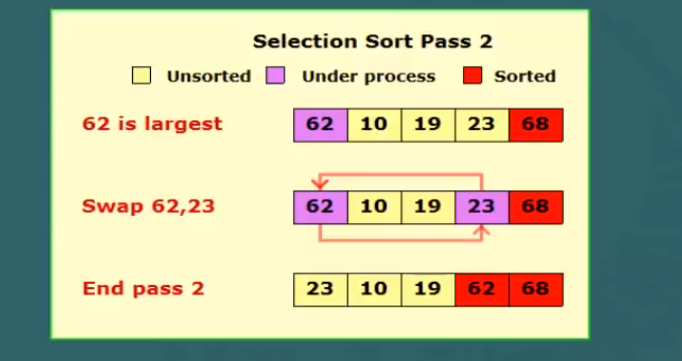 Selection Sort Pass 2
Unsorted Under process Sorted
62 is largest 62 10 19 23 68
Swap 62,23 62 10 19 23 68
End pass 2 23 10 19 62 68